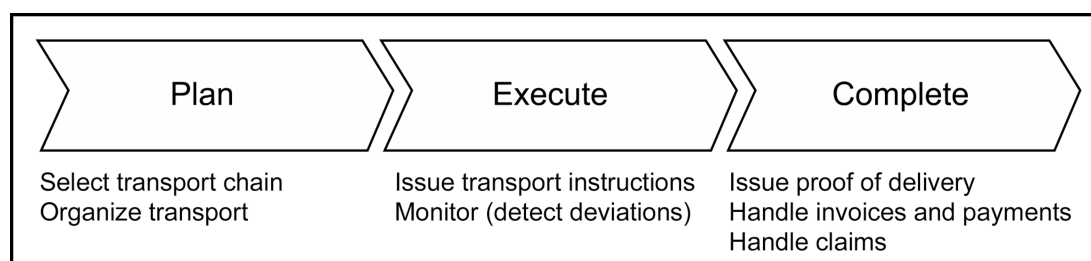 Plan
Execute
Complete
Select transport chain
Organize transport
Issue transport instructions
Monitor (detect deviations)
Issue proof of delivery
Handle invoices and payments
Handle claims